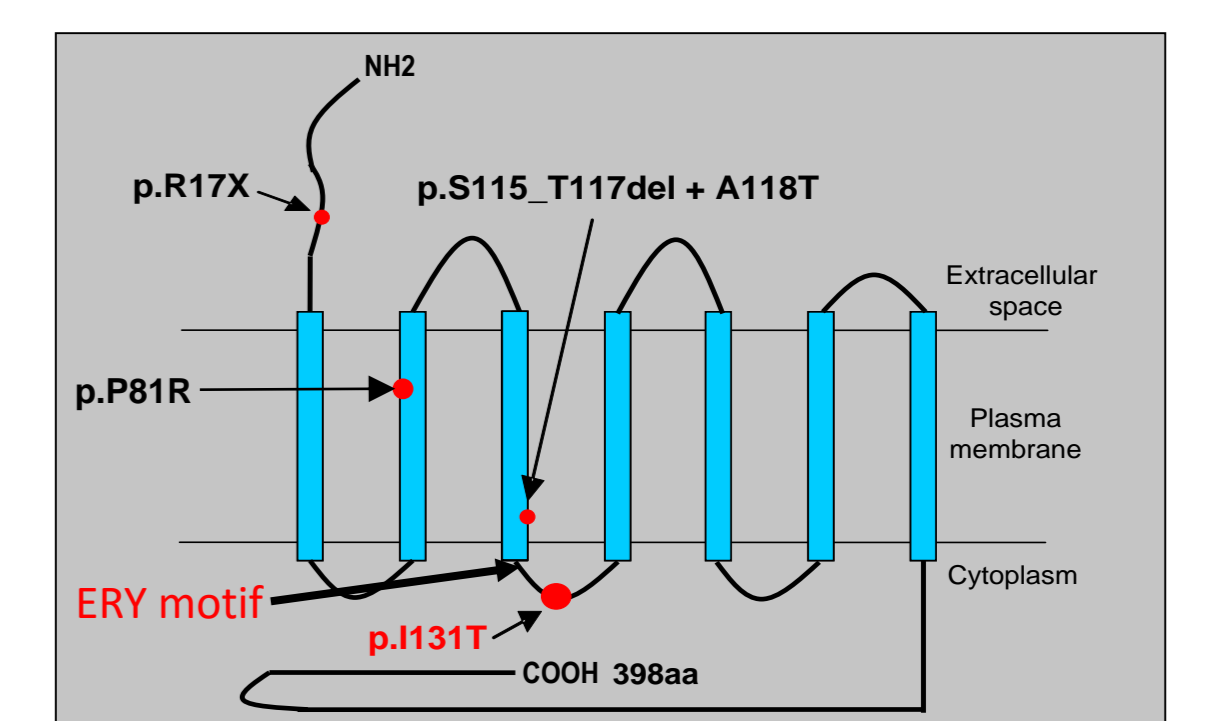 NH2
p.R17X
p.S115_T117del + A118T
Extracellular
space
p.P81R
Plasma
membrane
Cytoplasm
ERY motif
p.I131T
COOH 398aa